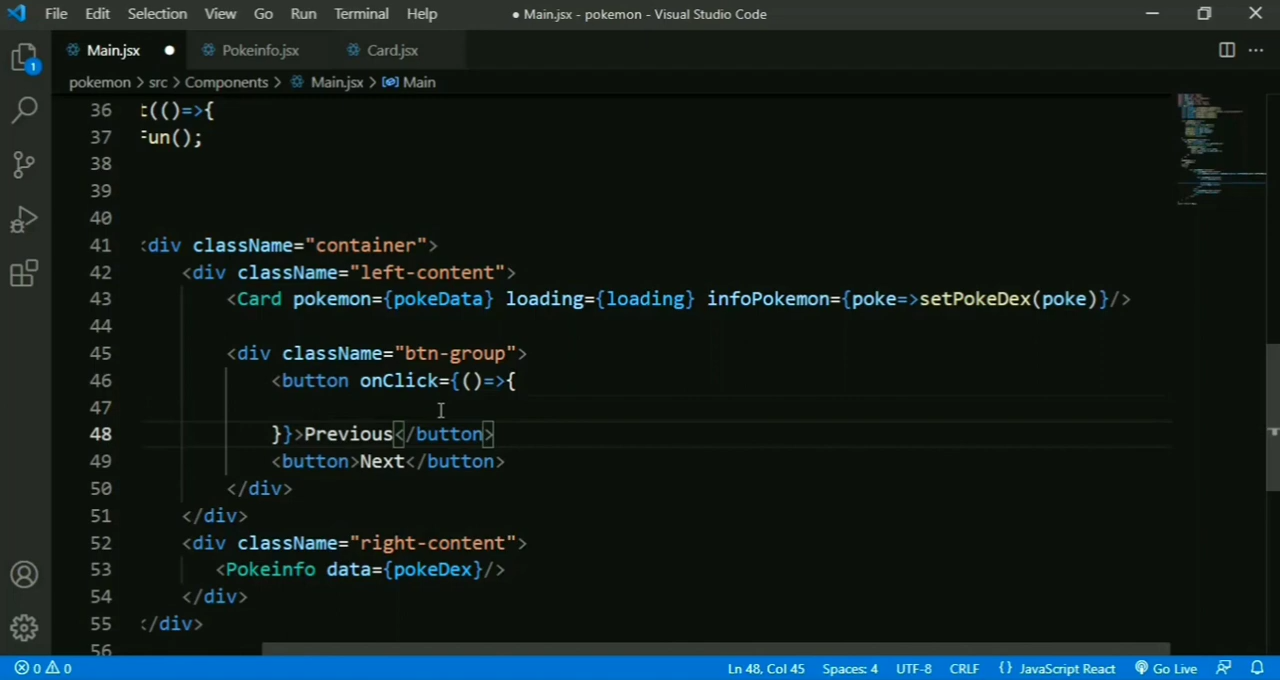 File Edit Selection View Go Run Terminal Help
● Main.jsx - pokemon - Visual Studio Code
Main.jsx ● Pokeinfo.jsx Card.jsx
1
pokemon > src > Components > Main.jsx > Main
36 t(()=>{
37 Fun();
38
39
40
41 <div className="container">
42 <div className="left-content">
43 <Card pokemon={pokeData} loading={loading} infoPokemon={poke=>setPokeDex(poke)}/>
44
45 <div className="btn-group">
46 <button onClick={()=>{
47
48 }}>Previous</button>
49 <button>Next</button>
50 </div>
51 </div>
52 <div className="right-content">
53 <Pokeinfo data={pokeDex}/>
54 </div>
55 </div>
56
0 0 Ln 48, Col 45 Spaces: 4 UTF-8 CRLF {} JavaScript React Go Live